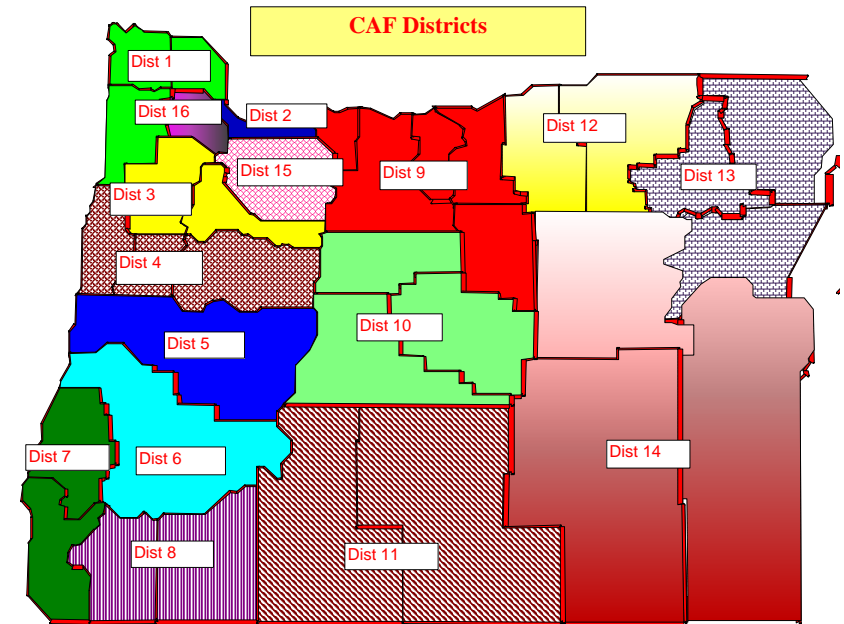 CAF Districts
Dist 1
Dist 16
Dist 2
Dist 12
Dist 15
Dist 9
Dist 13
Dist 3
Dist 4
Dist 10
Dist 5
Dist 7
Dist 6
Dist 14
Dist 8
Dist 11